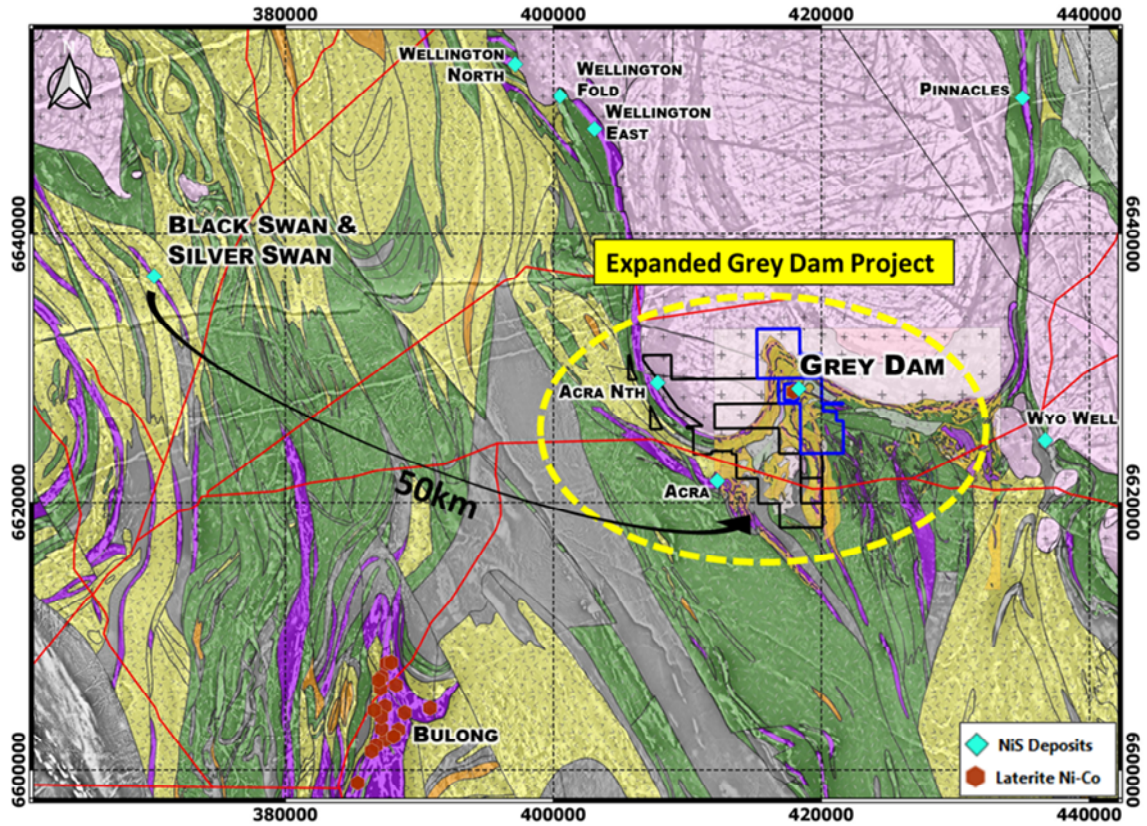 380000
400000
420000
440000
N
WELLINGTON
NORTH
WELLINGTON
FOLD
WELLINGTON
EAST
PINNACLES
6640000
6640000
BLACK SWAN &
SILVER SWAN
Expanded Grey Dam Project
GREY DAM
ACRA NTH
WYO WELL
50km
ACRA
6620000
6620000
BULONG
NiS Deposits
Laterite Ni-Co
6600000
6600000
380000
400000
420000
440000